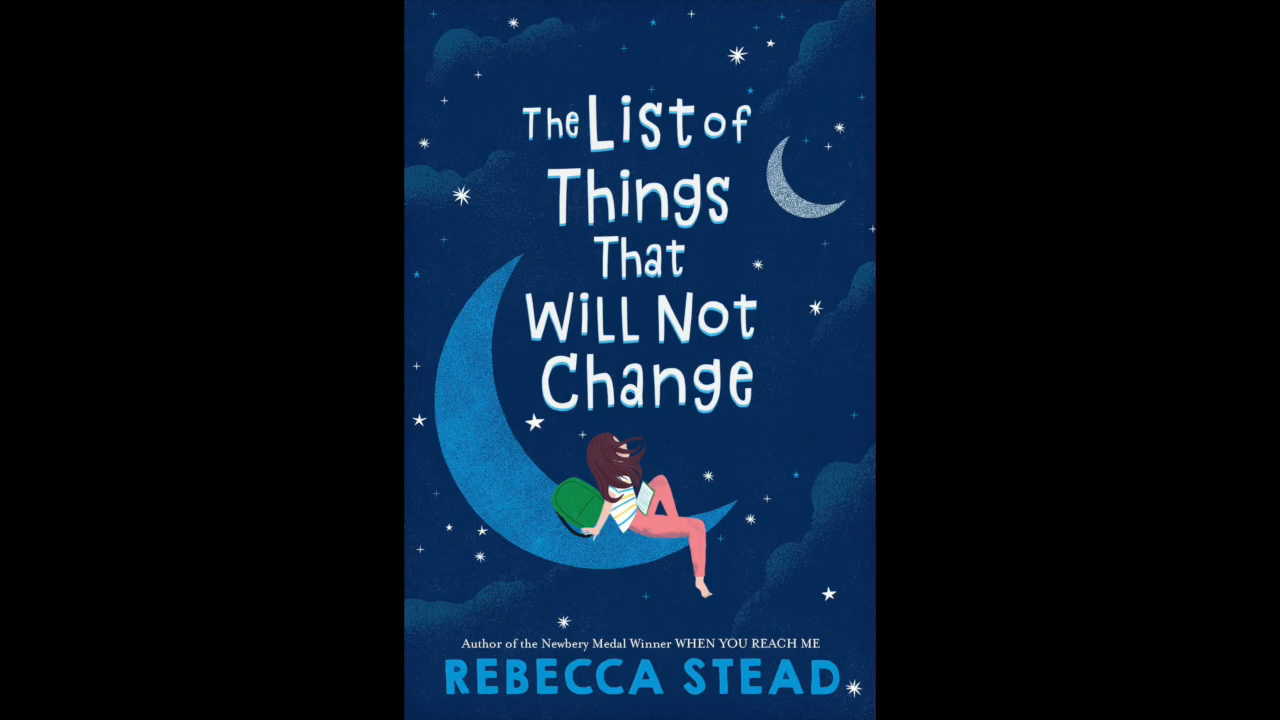 The List of
Things
That
Will Not
Change
Author of the Newbery Medal Winner WHEN YOU REACH ME
REBECCA STEAD